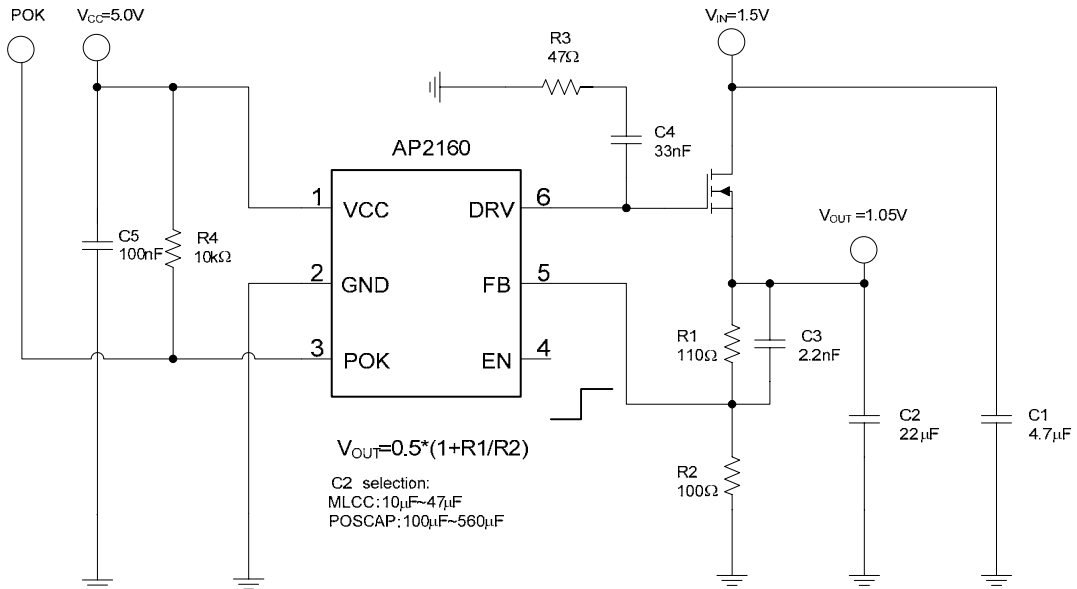 POK
VCC=5.0V
VIN=1.5V
R3
47Ω
C4
33nF
AP2160
1
VCC
DRV
6
VOUT =1.05V
C5
100nF
R4
10kΩ
2
GND
FB
5
R1
110Ω
C3
2.2nF
3
POK
EN
4
C2
22μF
C1
4.7μF
VOUT=0.5*(1+R1/R2)
R2
100Ω
C2 selection:
MLCC:10μF~47μF
POSCAP:100μF~560μF